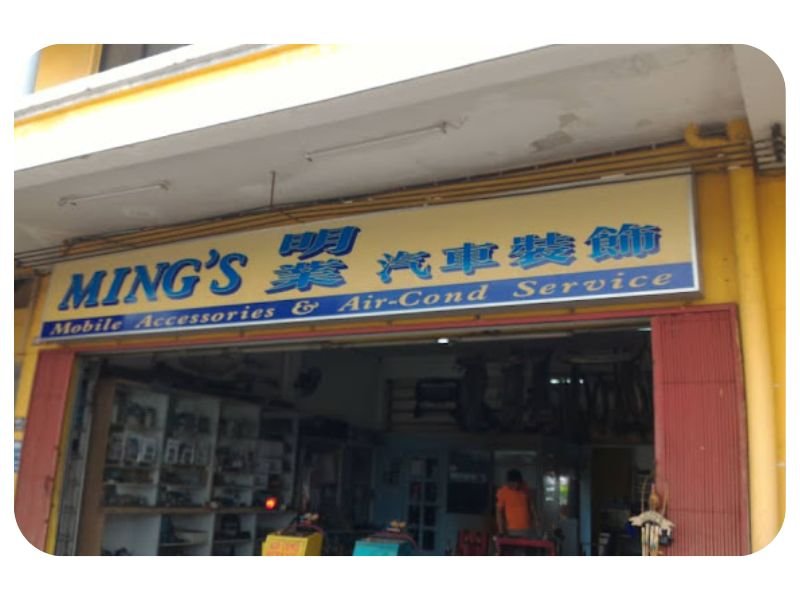 MING'S 明業 汽車裝飾
Mobile Accessories & Air-Cond Service